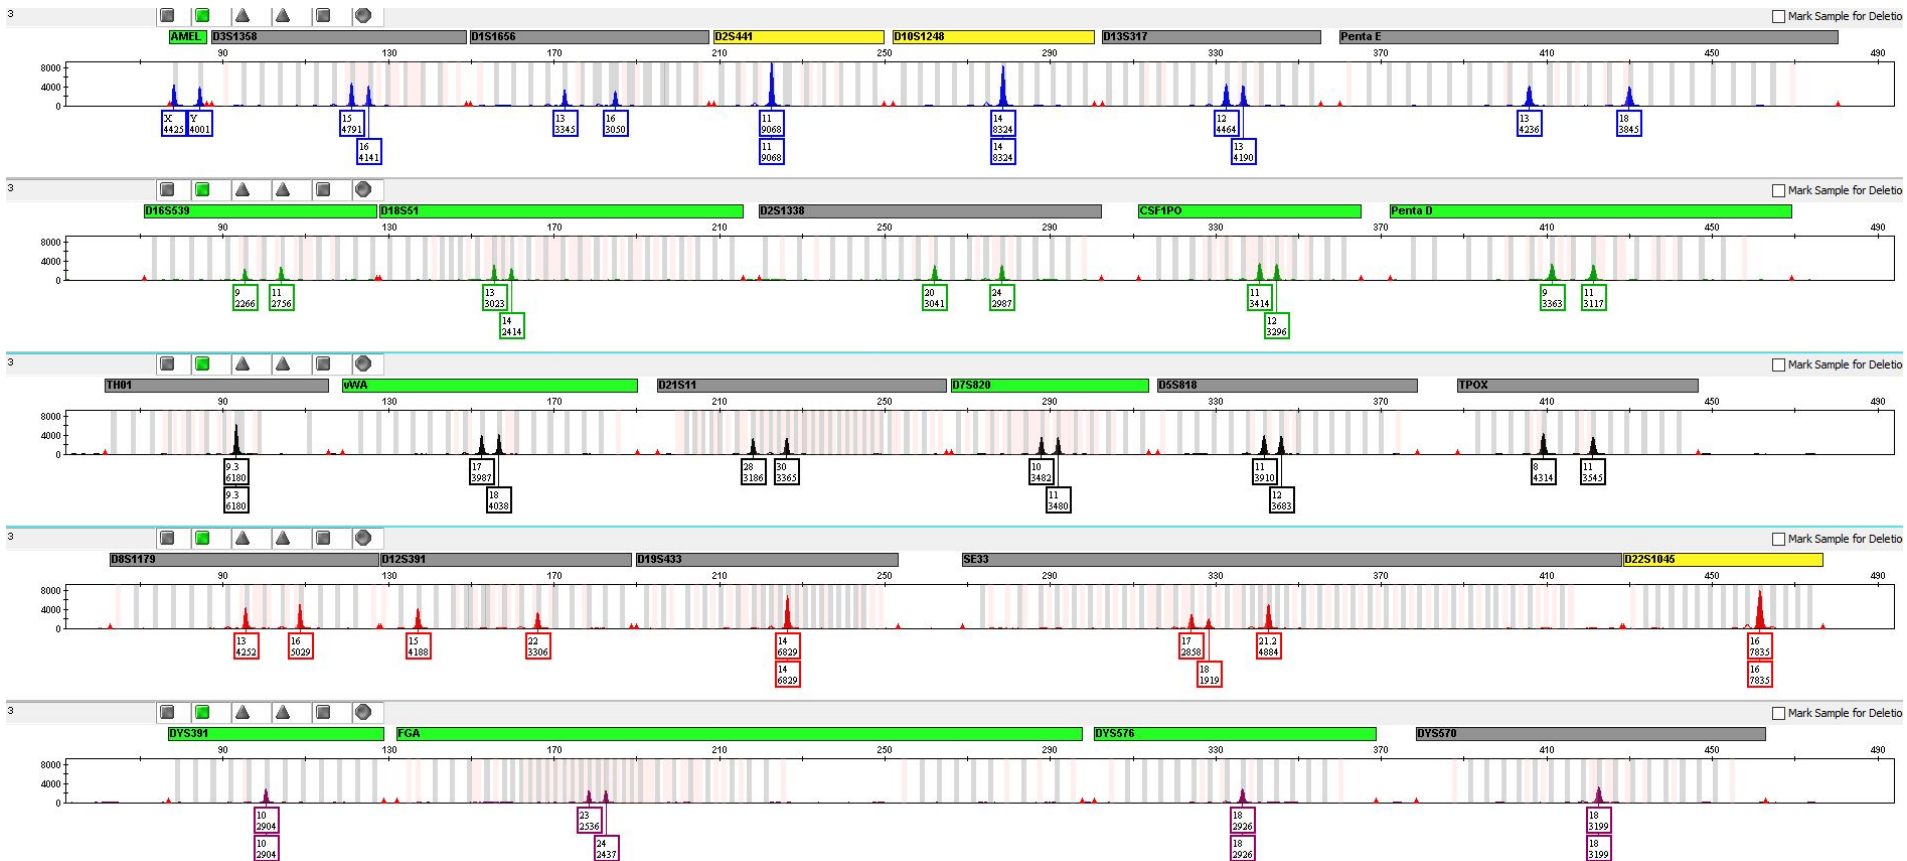 3
Mark Sample for Deletio
AMEL D3S1358 D1S1656 D2S441 D10S1248 D13S317 Penta E
90 130 170 210 250 290 330 370 410 450 490
8000
4000
0
X Y 15 13 16 11 14 12 13 18
4425 4001 4791 3345 3050 9068 8324 4464 4236 3845
16 11 14 13
4141 9068 8324 4190
3
Mark Sample for Deletio
D16S539 D18S51 D2S1338 CSF1PO Penta D
90 130 170 210 250 290 330 370 410 450 490
8000
4000
0
9 11 13 20 24 11 9 11
2266 2756 3023 3041 2987 3414 3363 3117
14 12
2414 3296
3
Mark Sample for Deletio
TH01 vWA D21S11 D7S820 D5S818 TPOX
90 130 170 210 250 290 330 370 410 450 490
8000
4000
0
9.3 17 28 30 10 11 8 11
6180 3987 3186 3365 3482 3910 4314 3545
9.3 18 11 12
6180 4038 3480 3683
3
Mark Sample for Deletio
D8S1179 D12S391 D19S433 SE33 D22S1045
90 130 170 210 250 290 330 370 410 450 490
8000
4000
0
13 16 15 22 14 17 21.2 16
4252 5029 4188 3306 6829 2858 4884 7835
14 18 16
6829 1919 7835
3
Mark Sample for Deletio
DYS391 FGA DYS576 DYS570
90 130 170 210 250 290 330 370 410 450 490
8000
4000
0
10 23 18 18
2904 2536 2926 3199
10 24 18 18
2904 2437 2926 3199